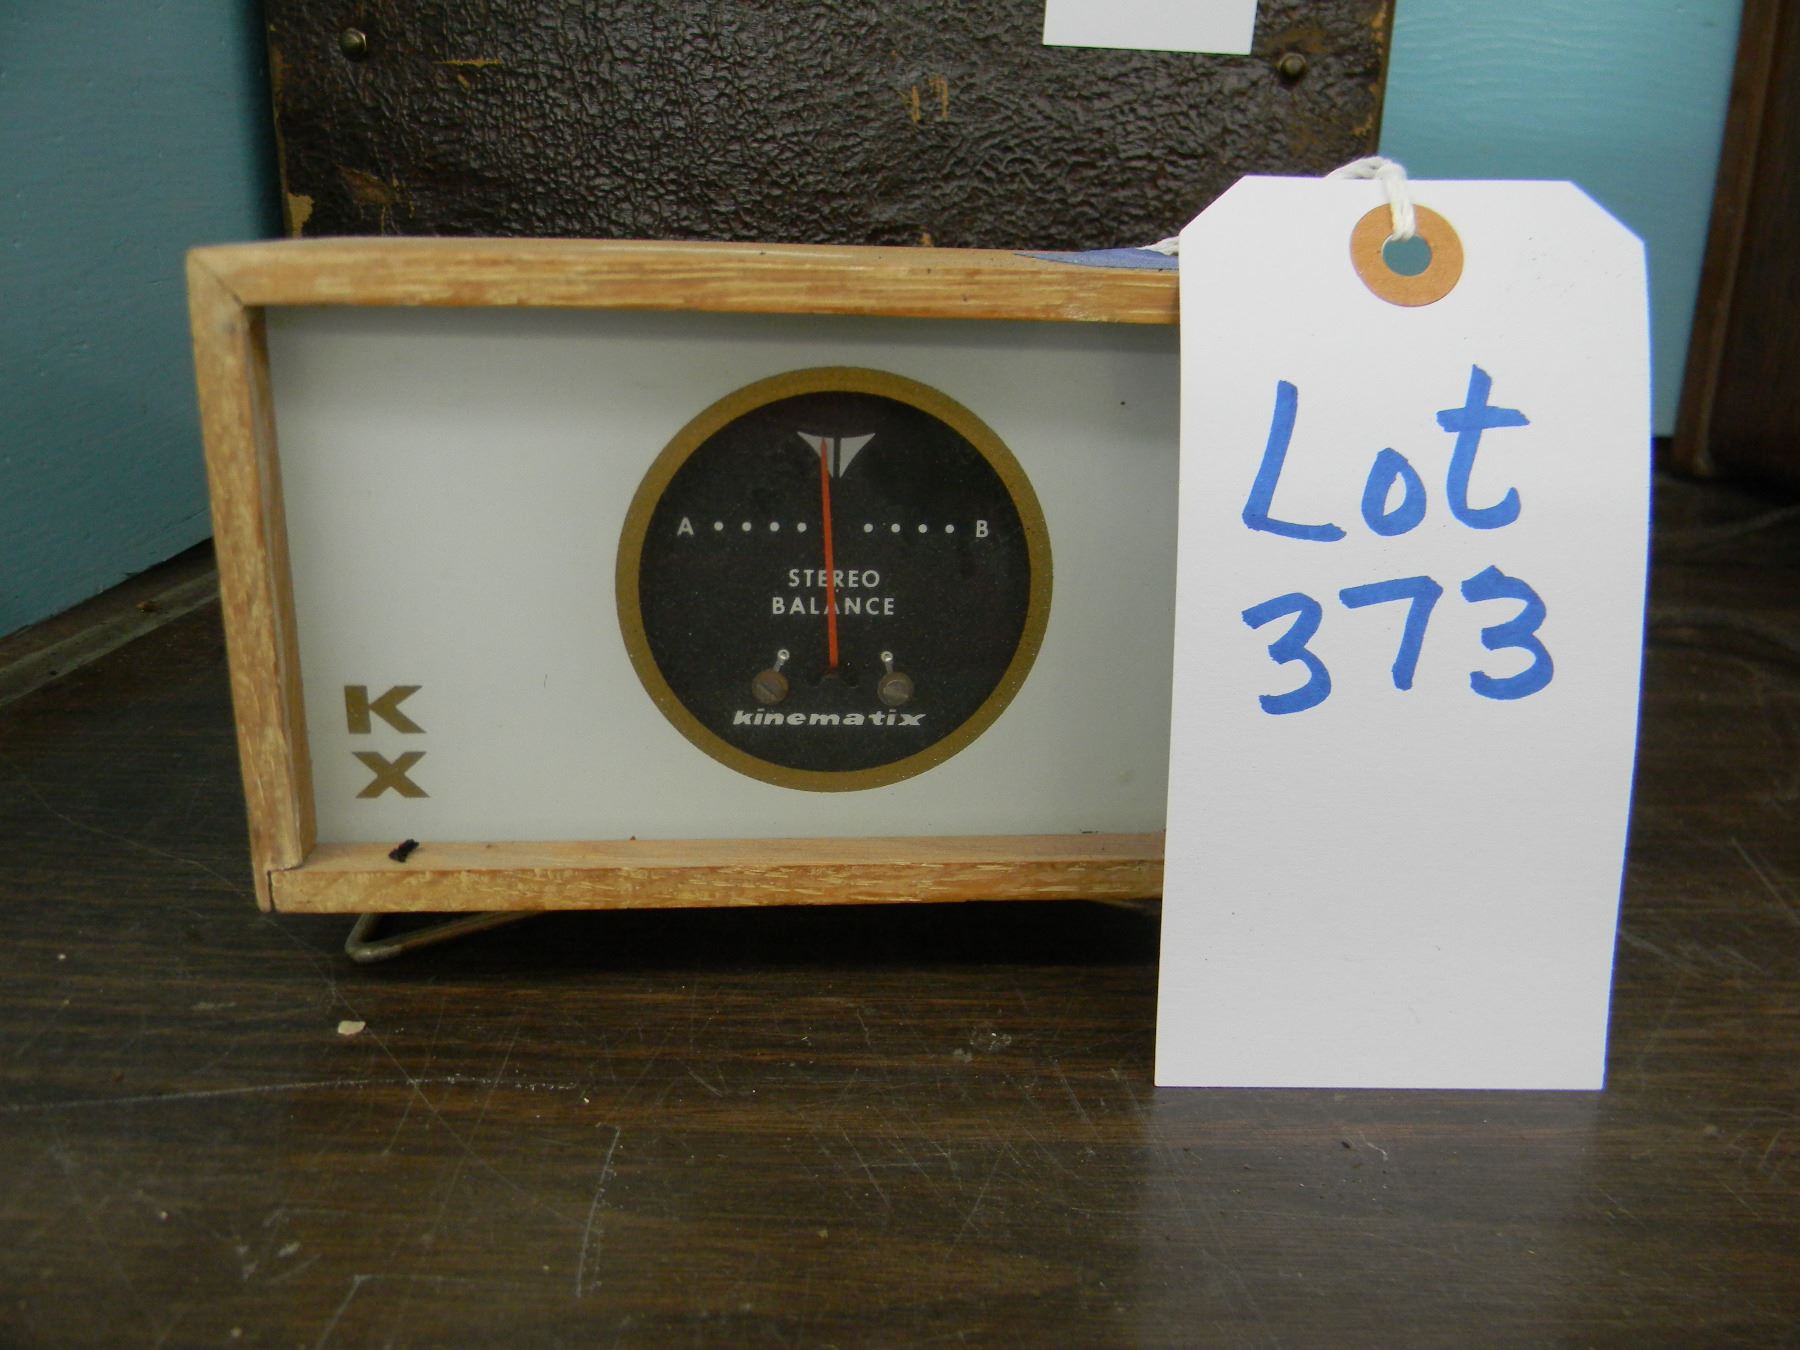 A •••• •••• B
STEREO
BALANCE
kinematix
K
X
Lot
373